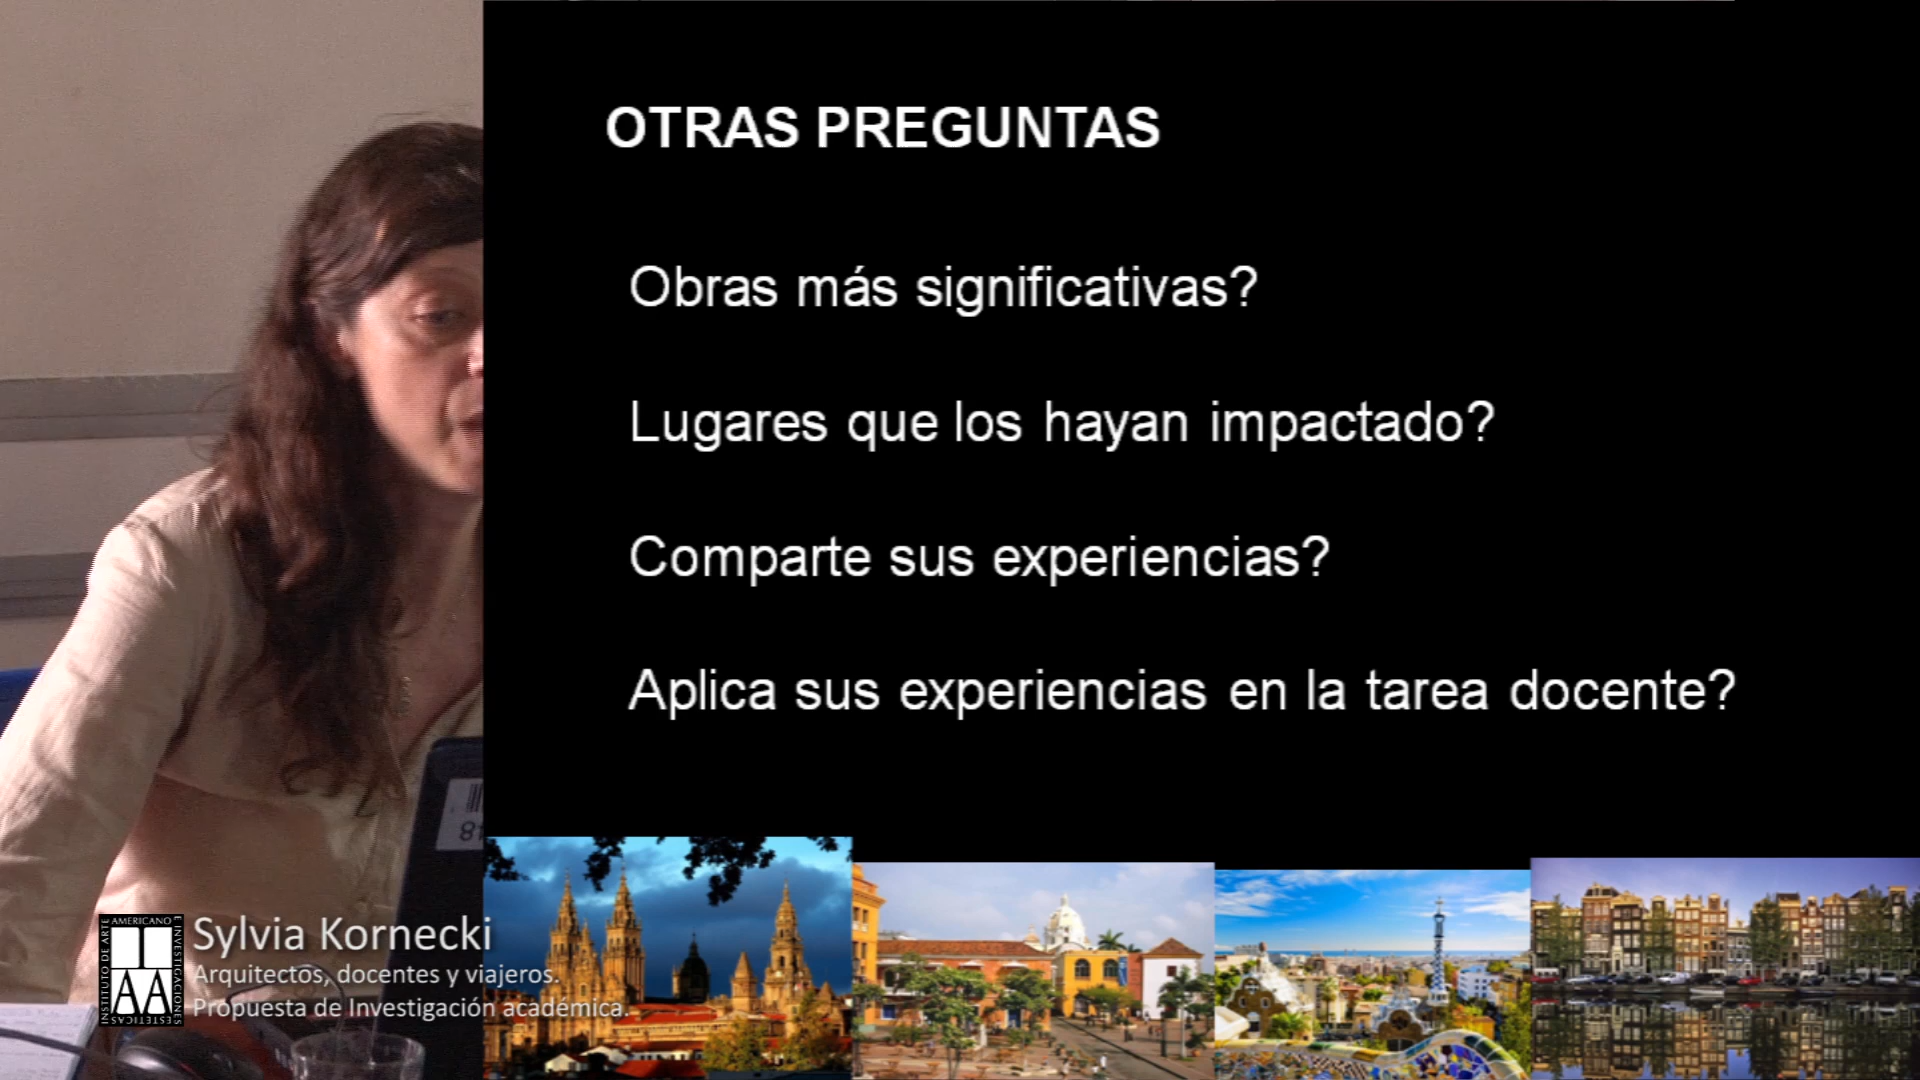 OTRAS PREGUNTAS
Obras más significativas?
Lugares que los hayan impactado?
Comparte sus experiencias?
Aplica sus experiencias en la tarea docente?
Sylvia Kornecki
Arquitectos, docentes y viajeros.
Propuesta de Investigación académica.
INSTITUTO DE ARTE
AMERICANO
E INVESTIGACIONES
ESTETICAS
IAA